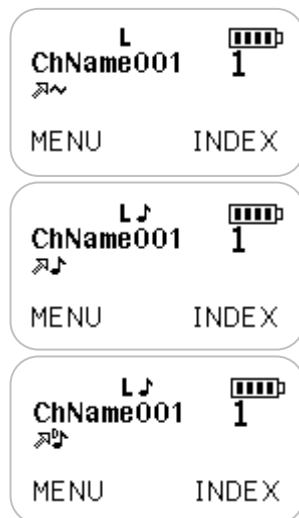 L
ChName001 1
MENU INDEX
L♪
ChName001 1
♪
MENU INDEX
L♪
ChName001 1
D♪
MENU INDEX